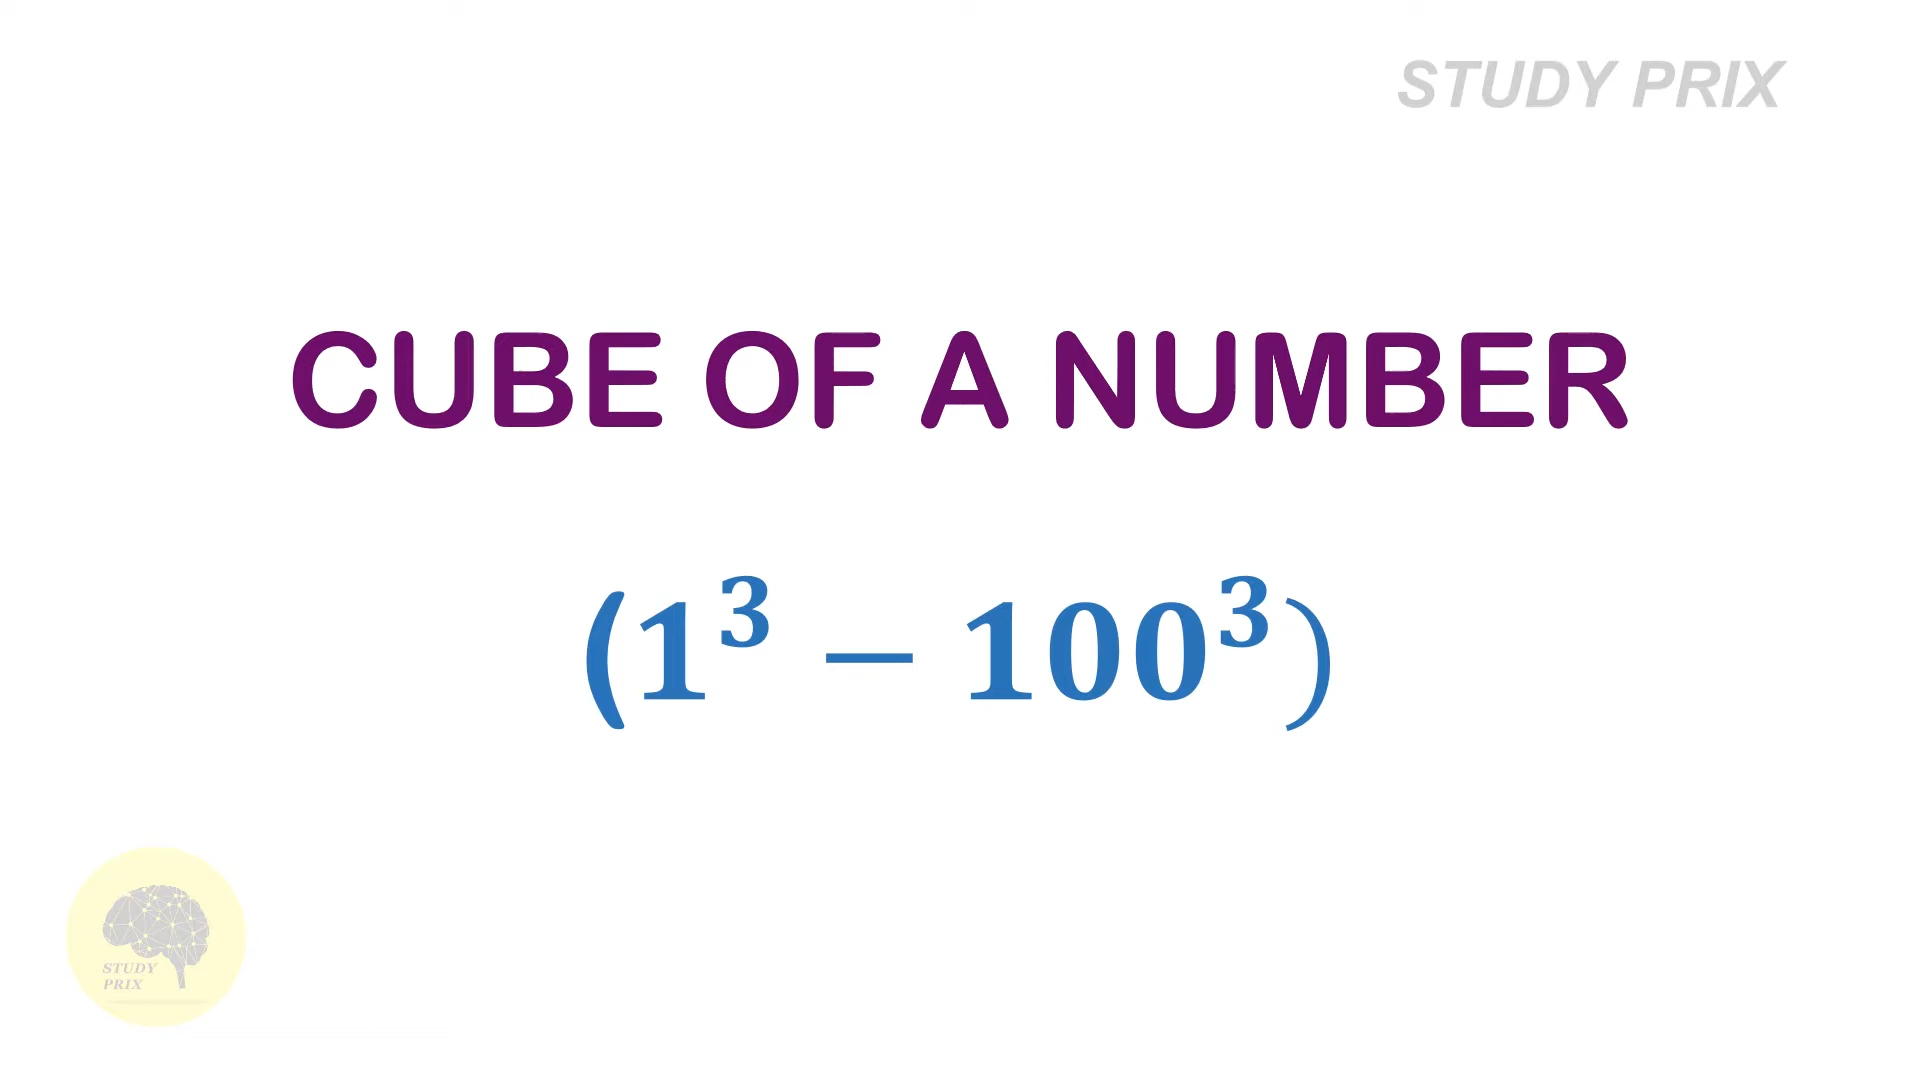 STUDY PRIX
CUBE OF A NUMBER
(1³ − 100³)
STUDY
PRIX